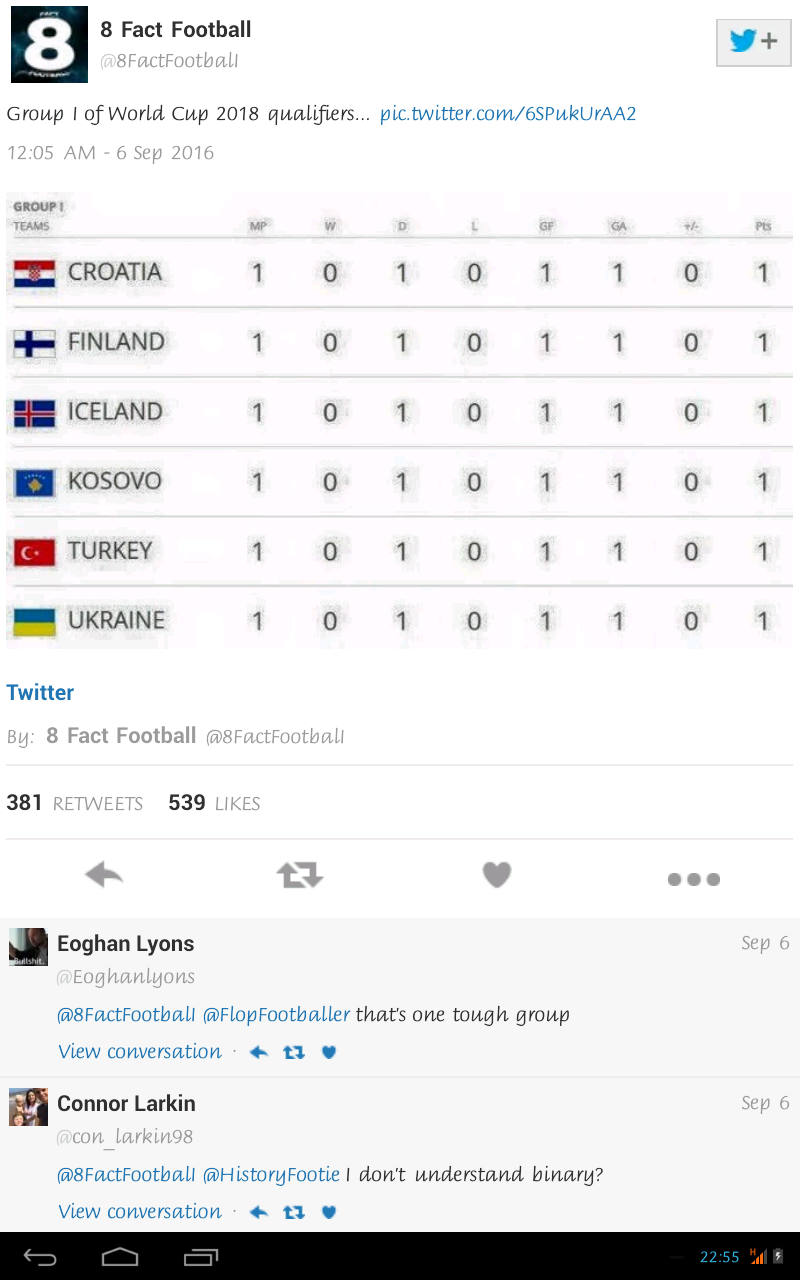 8 Fact Football
@8FactFootball
Group I of World Cup 2018 qualifiers... pic.twitter.com/6SPukUrAA2
12:05 AM - 6 Sep 2016
GROUP I
TEAMS MP W D L GF GA +/- Pts
CROATIA 1 0 1 0 1 1 0 1
FINLAND 1 0 1 0 1 1 0 1
ICELAND 1 0 1 0 1 1 0 1
KOSOVO 1 0 1 0 1 1 0 1
TURKEY 1 0 1 0 1 1 0 1
UKRAINE 1 0 1 0 1 1 0 1
Twitter
By: 8 Fact Football @8FactFootball
381 RETWEETS 539 LIKES
Eoghan Lyons Sep 6
@Eoghanlyons
Bullshit.
@8FactFootball @FlopFootballer that's one tough group
View conversation ·
Connor Larkin Sep 6
@con_larkin98
@8FactFootball @HistoryFootie I don't understand binary?
View conversation ·
22:55 H